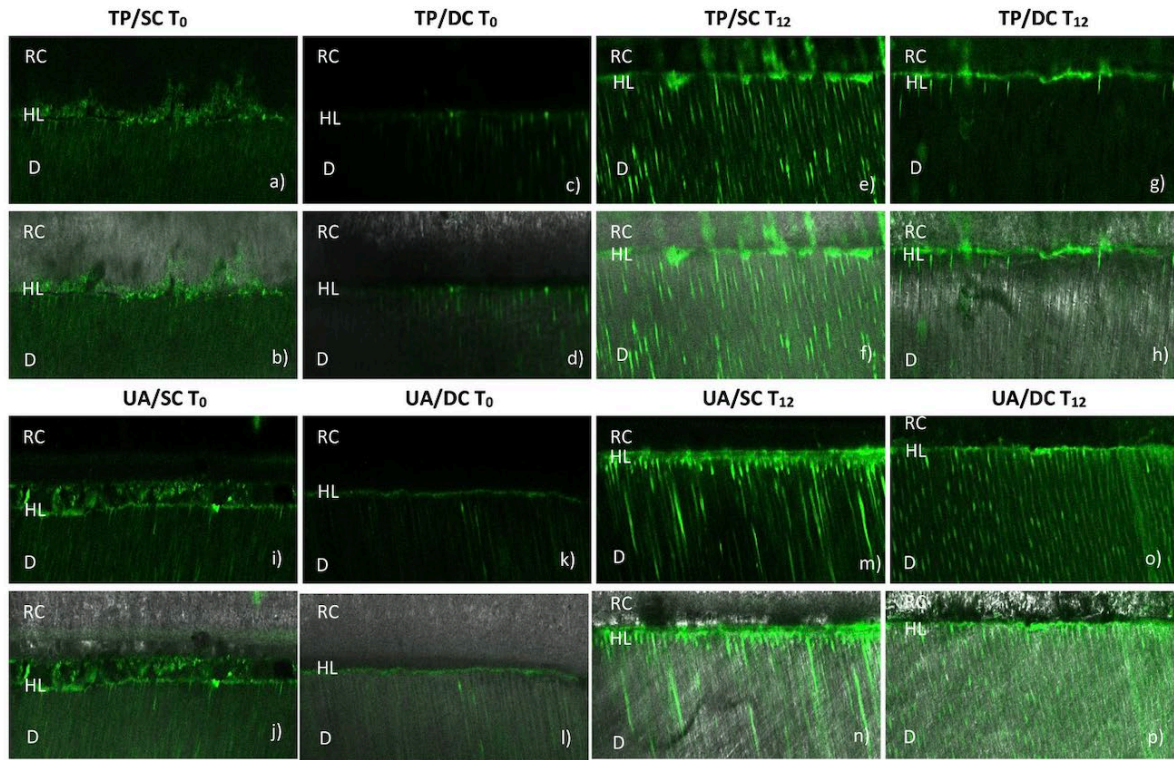 TP/SC T₀ TP/DC T₀ TP/SC T₁₂ TP/DC T₁₂
RC RC RC RC
HL HL HL HL
D D D D
a) c) e) g)
RC RC RC RC
HL HL HL HL
D D D D
b) d) f) h)
UA/SC T₀ UA/DC T₀ UA/SC T₁₂ UA/DC T₁₂
RC RC RC RC
HL HL HL HL
D D D D
i) k) m) o)
RC RC RC RC
HL HL HL HL
D D D D
j) l) n) p)